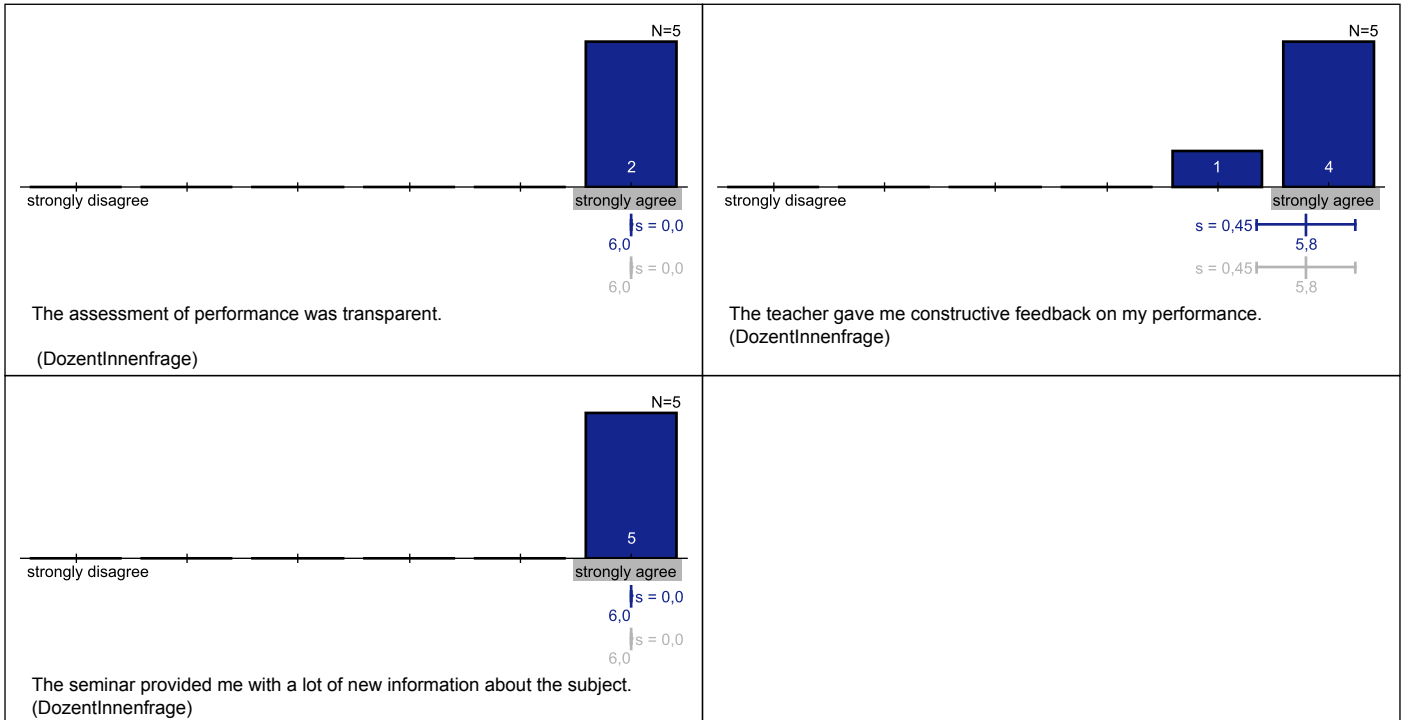 N=5
2
strongly disagree
strongly agree
s = 0,0
6,0
s = 0,0
6,0
The assessment of performance was transparent.
(DozentInnenfrage)
N=5
1
4
strongly disagree
strongly agree
s = 0,45
5,8
s = 0,45
5,8
The teacher gave me constructive feedback on my performance.
(DozentInnenfrage)
N=5
5
strongly disagree
strongly agree
s = 0,0
6,0
s = 0,0
6,0
The seminar provided me with a lot of new information about the subject.
(DozentInnenfrage)